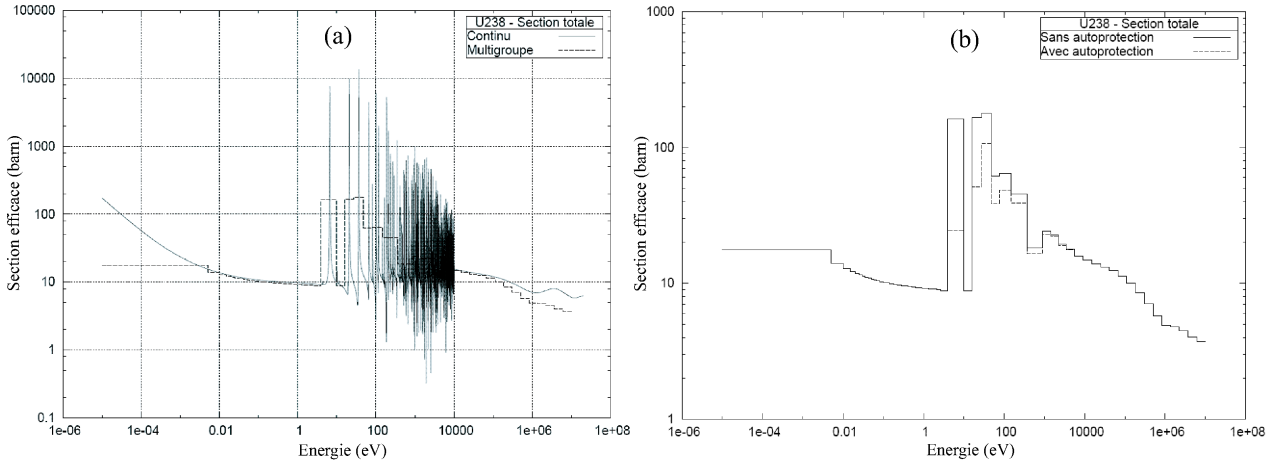 (a)
U238 - Section totale
Continu
Multigroupe
Section efficace (barn)
100000
10000
1000
100
10
1
0.1
1e-06
1e-04
0.01
1
100
10000
1e+06
1e+08
Energie (eV)
(b)
U238 - Section totale
Sans autoprotection
Avec autoprotection
Section efficace (barn)
1000
100
10
1
1e-06
1e-04
0.01
1
100
10000
1e+06
1e+08
Energie (eV)